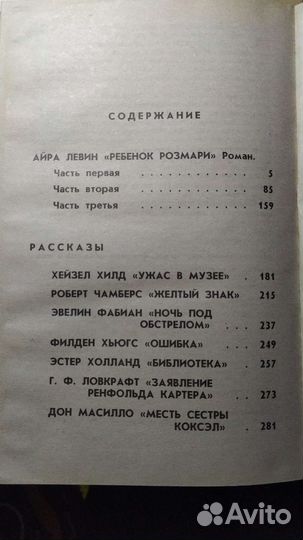 СОДЕРЖАНИЕ
АЙРА ЛЕВИН «РЕБЕНОК РОЗМАРИ» Роман.
Часть первая . . . . . . . . . . . 5
Часть вторая . . . . . . . . . . . 85
Часть третья . . . . . . . . . . . 159
РАССКАЗЫ
ХЕЙЗЕЛ ХИЛД «УЖАС В МУЗЕЕ» . 181
РОБЕРТ ЧАМБЕРС «ЖЕЛТЫЙ ЗНАК» 215
ЭВЕЛИН ФАБИАН «НОЧЬ ПОД
ОБСТРЕЛОМ» . . . 237
ФИЛДЕН ХЬЮГС «ОШИБКА» . . . 249
ЭСТЕР ХОЛЛАНД «БИБЛИОТЕКА» . 257
Г. Ф. ЛОВКРАФТ «ЗАЯВЛЕНИЕ
РЕНФОЛЬДА КАРТЕРА» . . 273
ДОН МАСИЛЛО «МЕСТЬ СЕСТРЫ
КОКСЭЛ» . . . 281
Avito